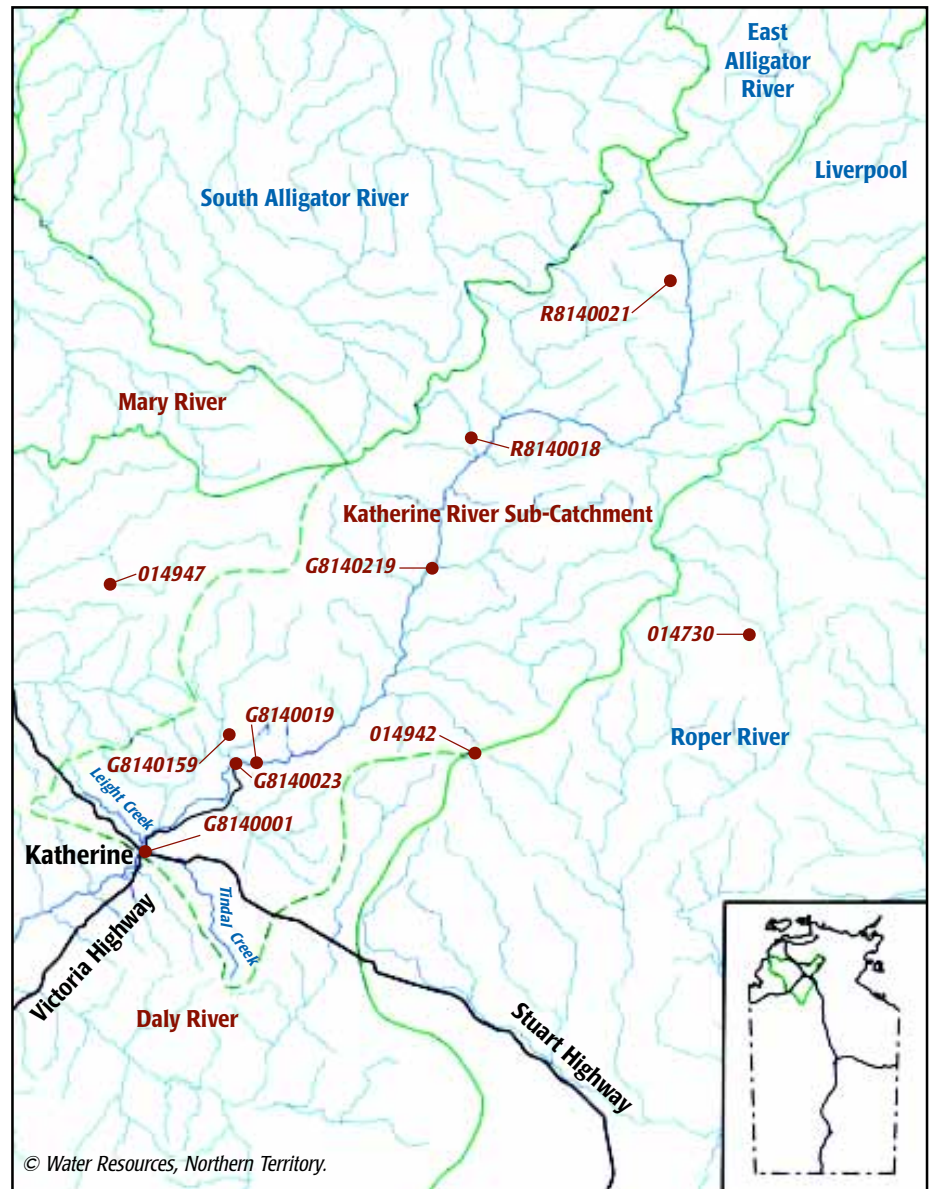 East
Alligator
River
Liverpool
South Alligator River
R8140021
Mary River
R8140018
Katherine River Sub-Catchment
G8140219
014947
014730
G8140019
014942
Roper River
G8140159
G8140023
Leight Creek
G8140001
Katherine
Tindal Creek
Victoria Highway
Daly River
Stuart Highway
© Water Resources, Northern Territory.